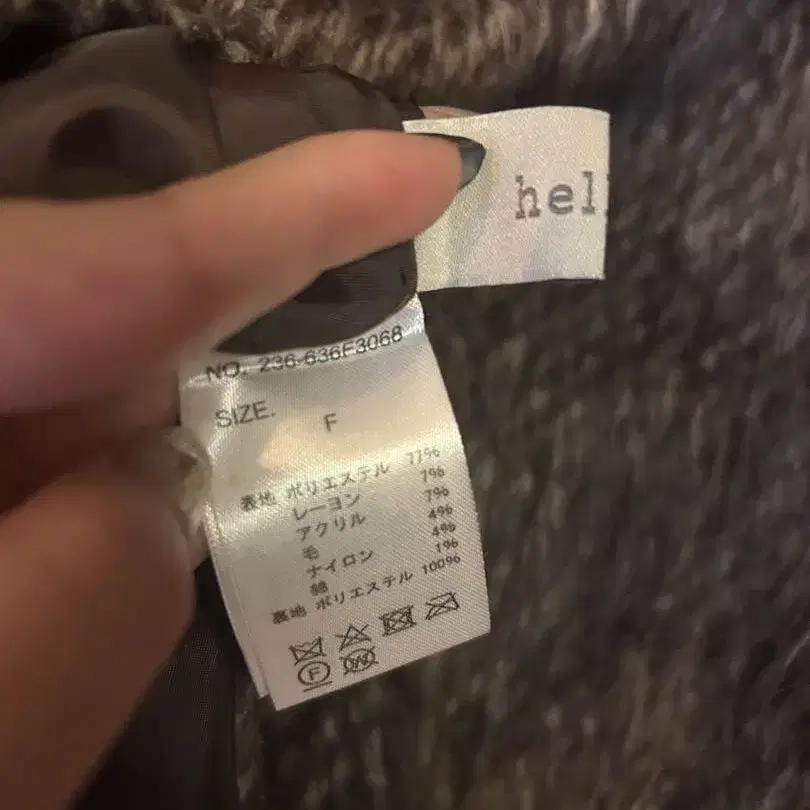 hel
NO. 236-636F3068
SIZE. F
表地 ポリエステル 77%
レーヨン 7%
アクリル 7%
毛 4%
ナイロン 4%
綿 1%
裏地 ポリエステル 100%
F
W